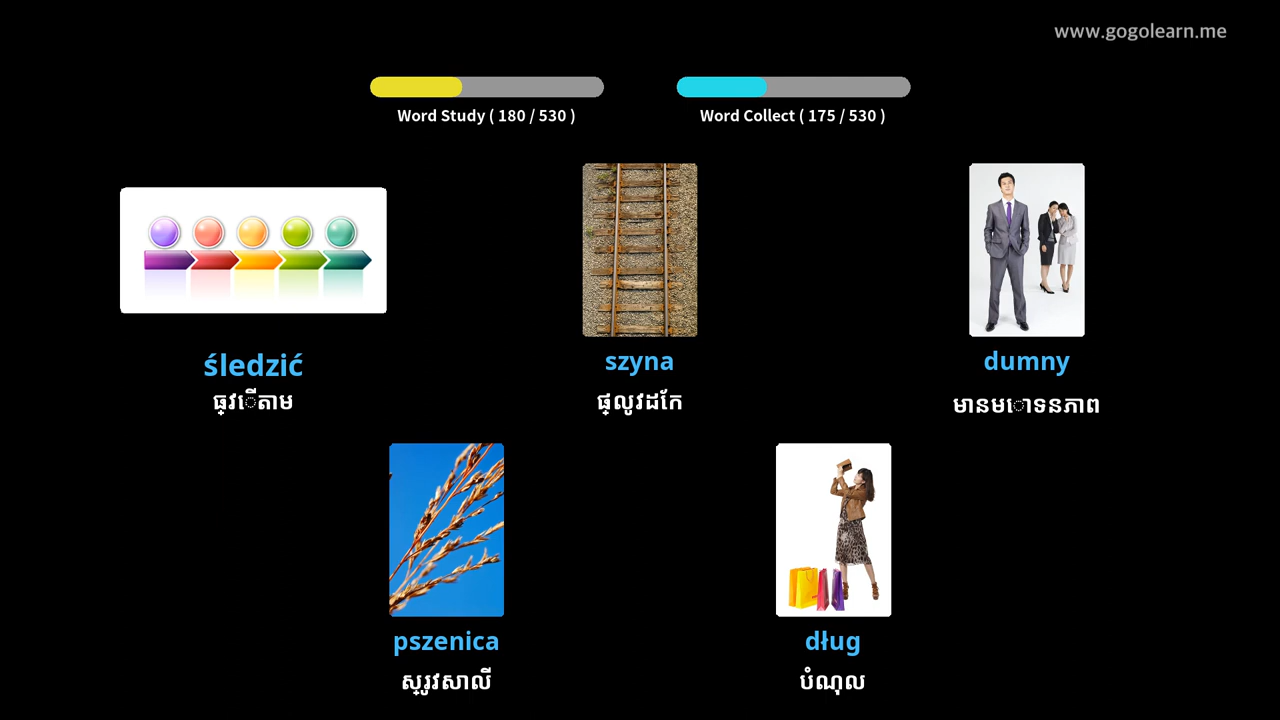 www.gogolearn.me
Word Study ( 180 / 530 )
Word Collect ( 175 / 530 )
śledzić
ធ្វើតាម
szyna
ផ្លូវដែក
dumny
មានមោទនភាព
pszenica
ស្រូវសាលី
dług
បំណុល